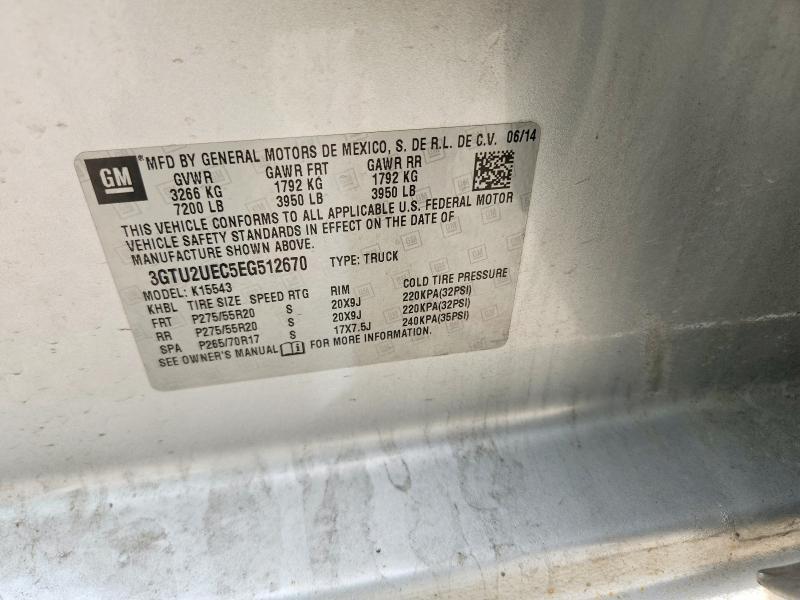 GM
® MFD BY GENERAL MOTORS DE MEXICO, S. DE R.L. DE C.V. 06/14
GVWR GAWR FRT GAWR RR
3266 KG 1792 KG 1792 KG
7200 LB 3950 LB 3950 LB
THIS VEHICLE CONFORMS TO ALL APPLICABLE U.S. FEDERAL MOTOR
VEHICLE SAFETY STANDARDS IN EFFECT ON THE DATE OF
MANUFACTURE SHOWN ABOVE.
3GTU2UEC5EG512670 TYPE: TRUCK
MODEL: K15543
KHBL TIRE SIZE SPEED RTG RIM COLD TIRE PRESSURE
FRT P275/55R20 S 20X9J 220KPA(32PSI)
RR P275/55R20 S 20X9J 220KPA(32PSI)
SPA P265/70R17 S 17X7.5J 240KPA(35PSI)
SEE OWNER'S MANUAL FOR MORE INFORMATION.